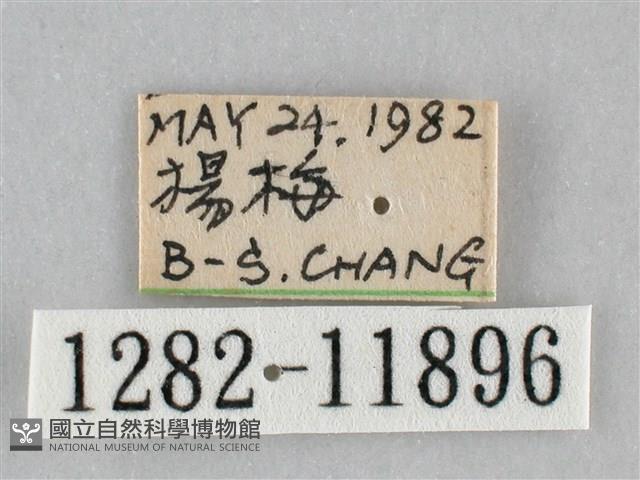 MAY 24. 1982
揚梅
B-S. CHANG
1282-11896
國立自然科學博物館
NATIONAL MUSEUM OF NATURAL SCIENCE